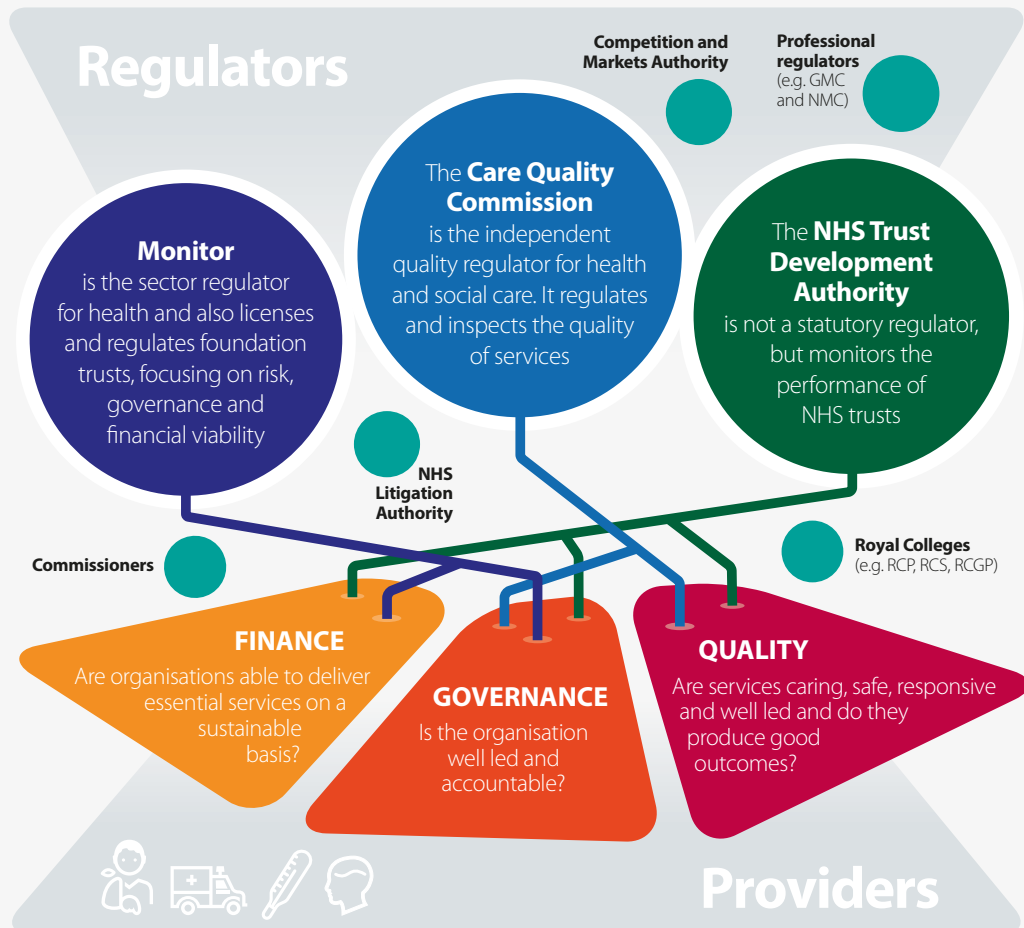 Regulators
Competition and
Markets Authority
Professional
regulators
(e.g. GMC
and NMC)
Monitor
is the sector regulator
for health and also licenses
and regulates foundation
trusts, focusing on risk,
governance and
financial viability
The Care Quality
Commission
is the independent
quality regulator for health
and social care. It regulates
and inspects the quality
of services
The NHS Trust
Development
Authority
is not a statutory regulator,
but monitors the
performance of
NHS trusts
NHS
Litigation
Authority
Commissioners
Royal Colleges
(e.g. RCP, RCS, RCGP)
FINANCE
Are organisations able to deliver
essential services on a
sustainable
basis?
GOVERNANCE
Is the organisation
well led and
accountable?
QUALITY
Are services caring, safe, responsive
and well led and do they
produce good
outcomes?
Providers